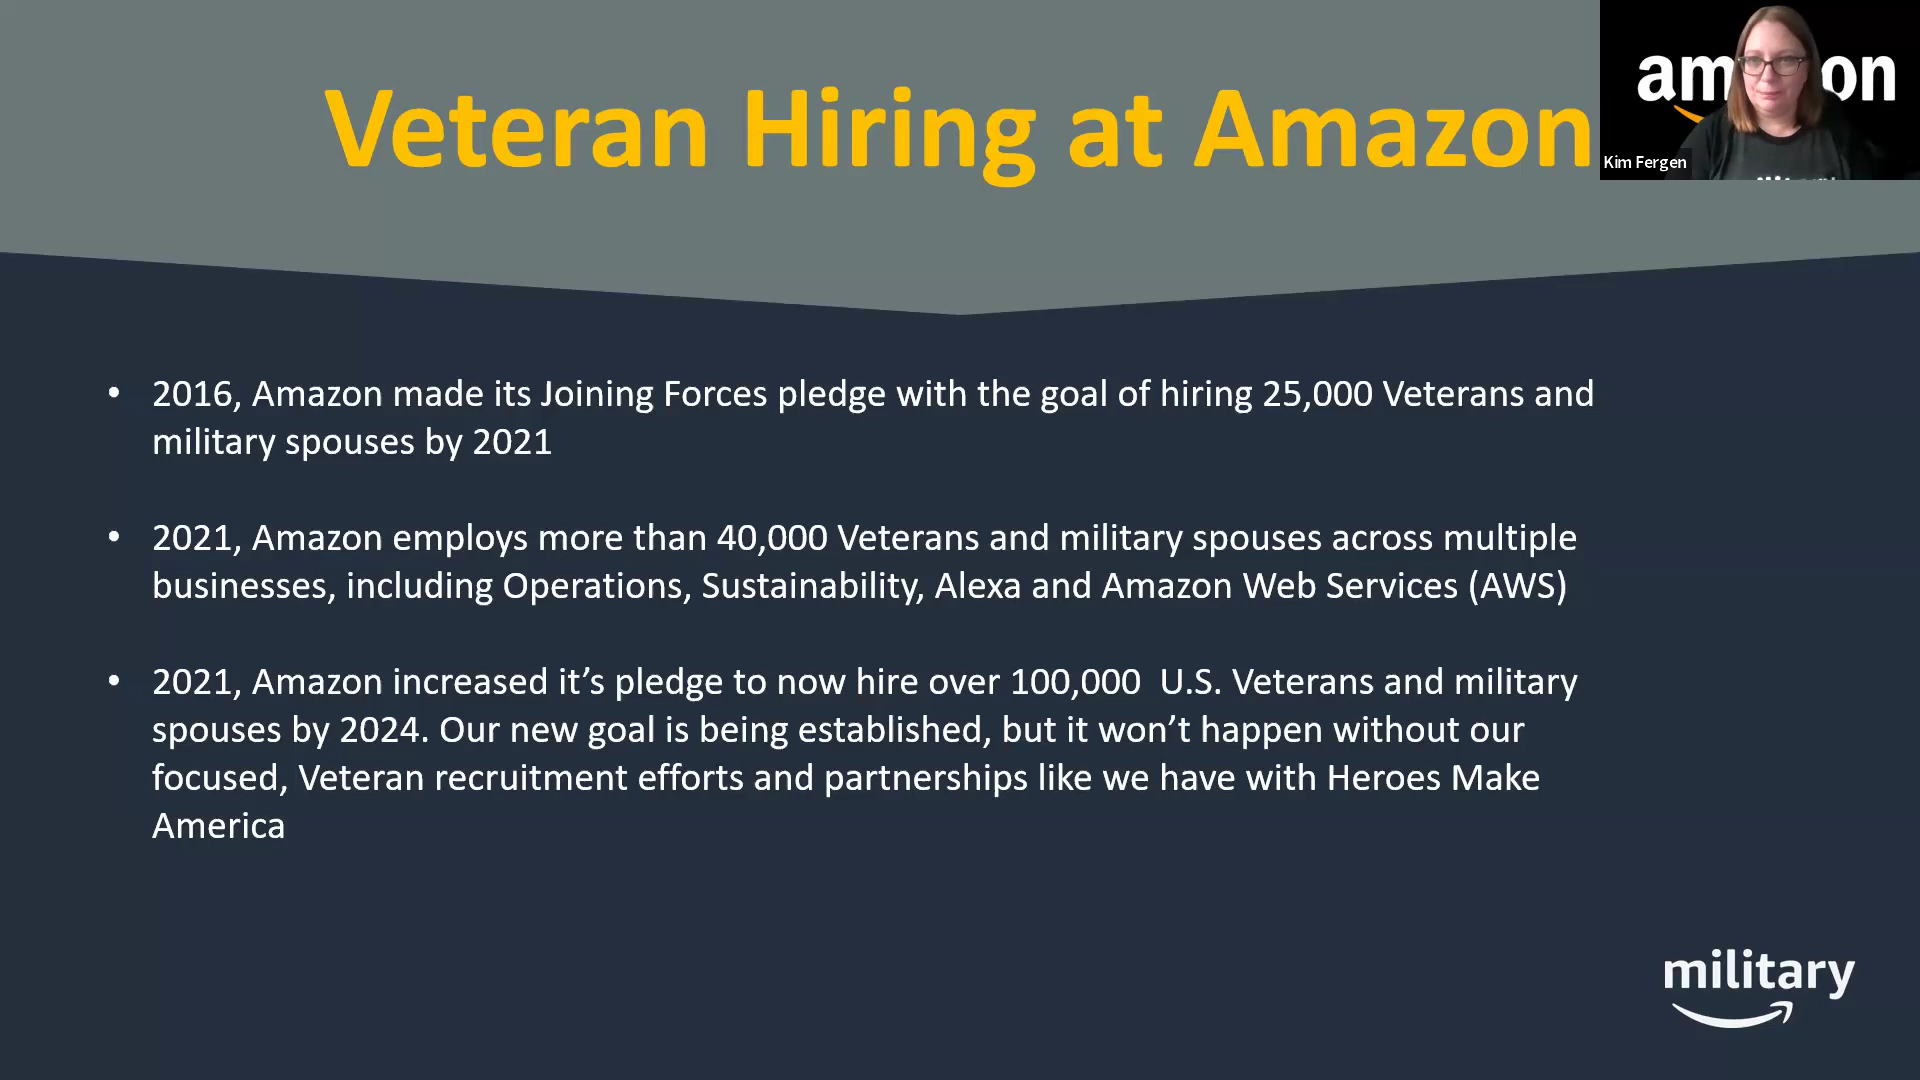 Veteran Hiring at Amazon
am on
Kim Fergen
• 2016, Amazon made its Joining Forces pledge with the goal of hiring 25,000 Veterans and
military spouses by 2021
• 2021, Amazon employs more than 40,000 Veterans and military spouses across multiple
businesses, including Operations, Sustainability, Alexa and Amazon Web Services (AWS)
• 2021, Amazon increased it’s pledge to now hire over 100,000  U.S. Veterans and military
spouses by 2024. Our new goal is being established, but it won’t happen without our
focused, Veteran recruitment efforts and partnerships like we have with Heroes Make
America
military